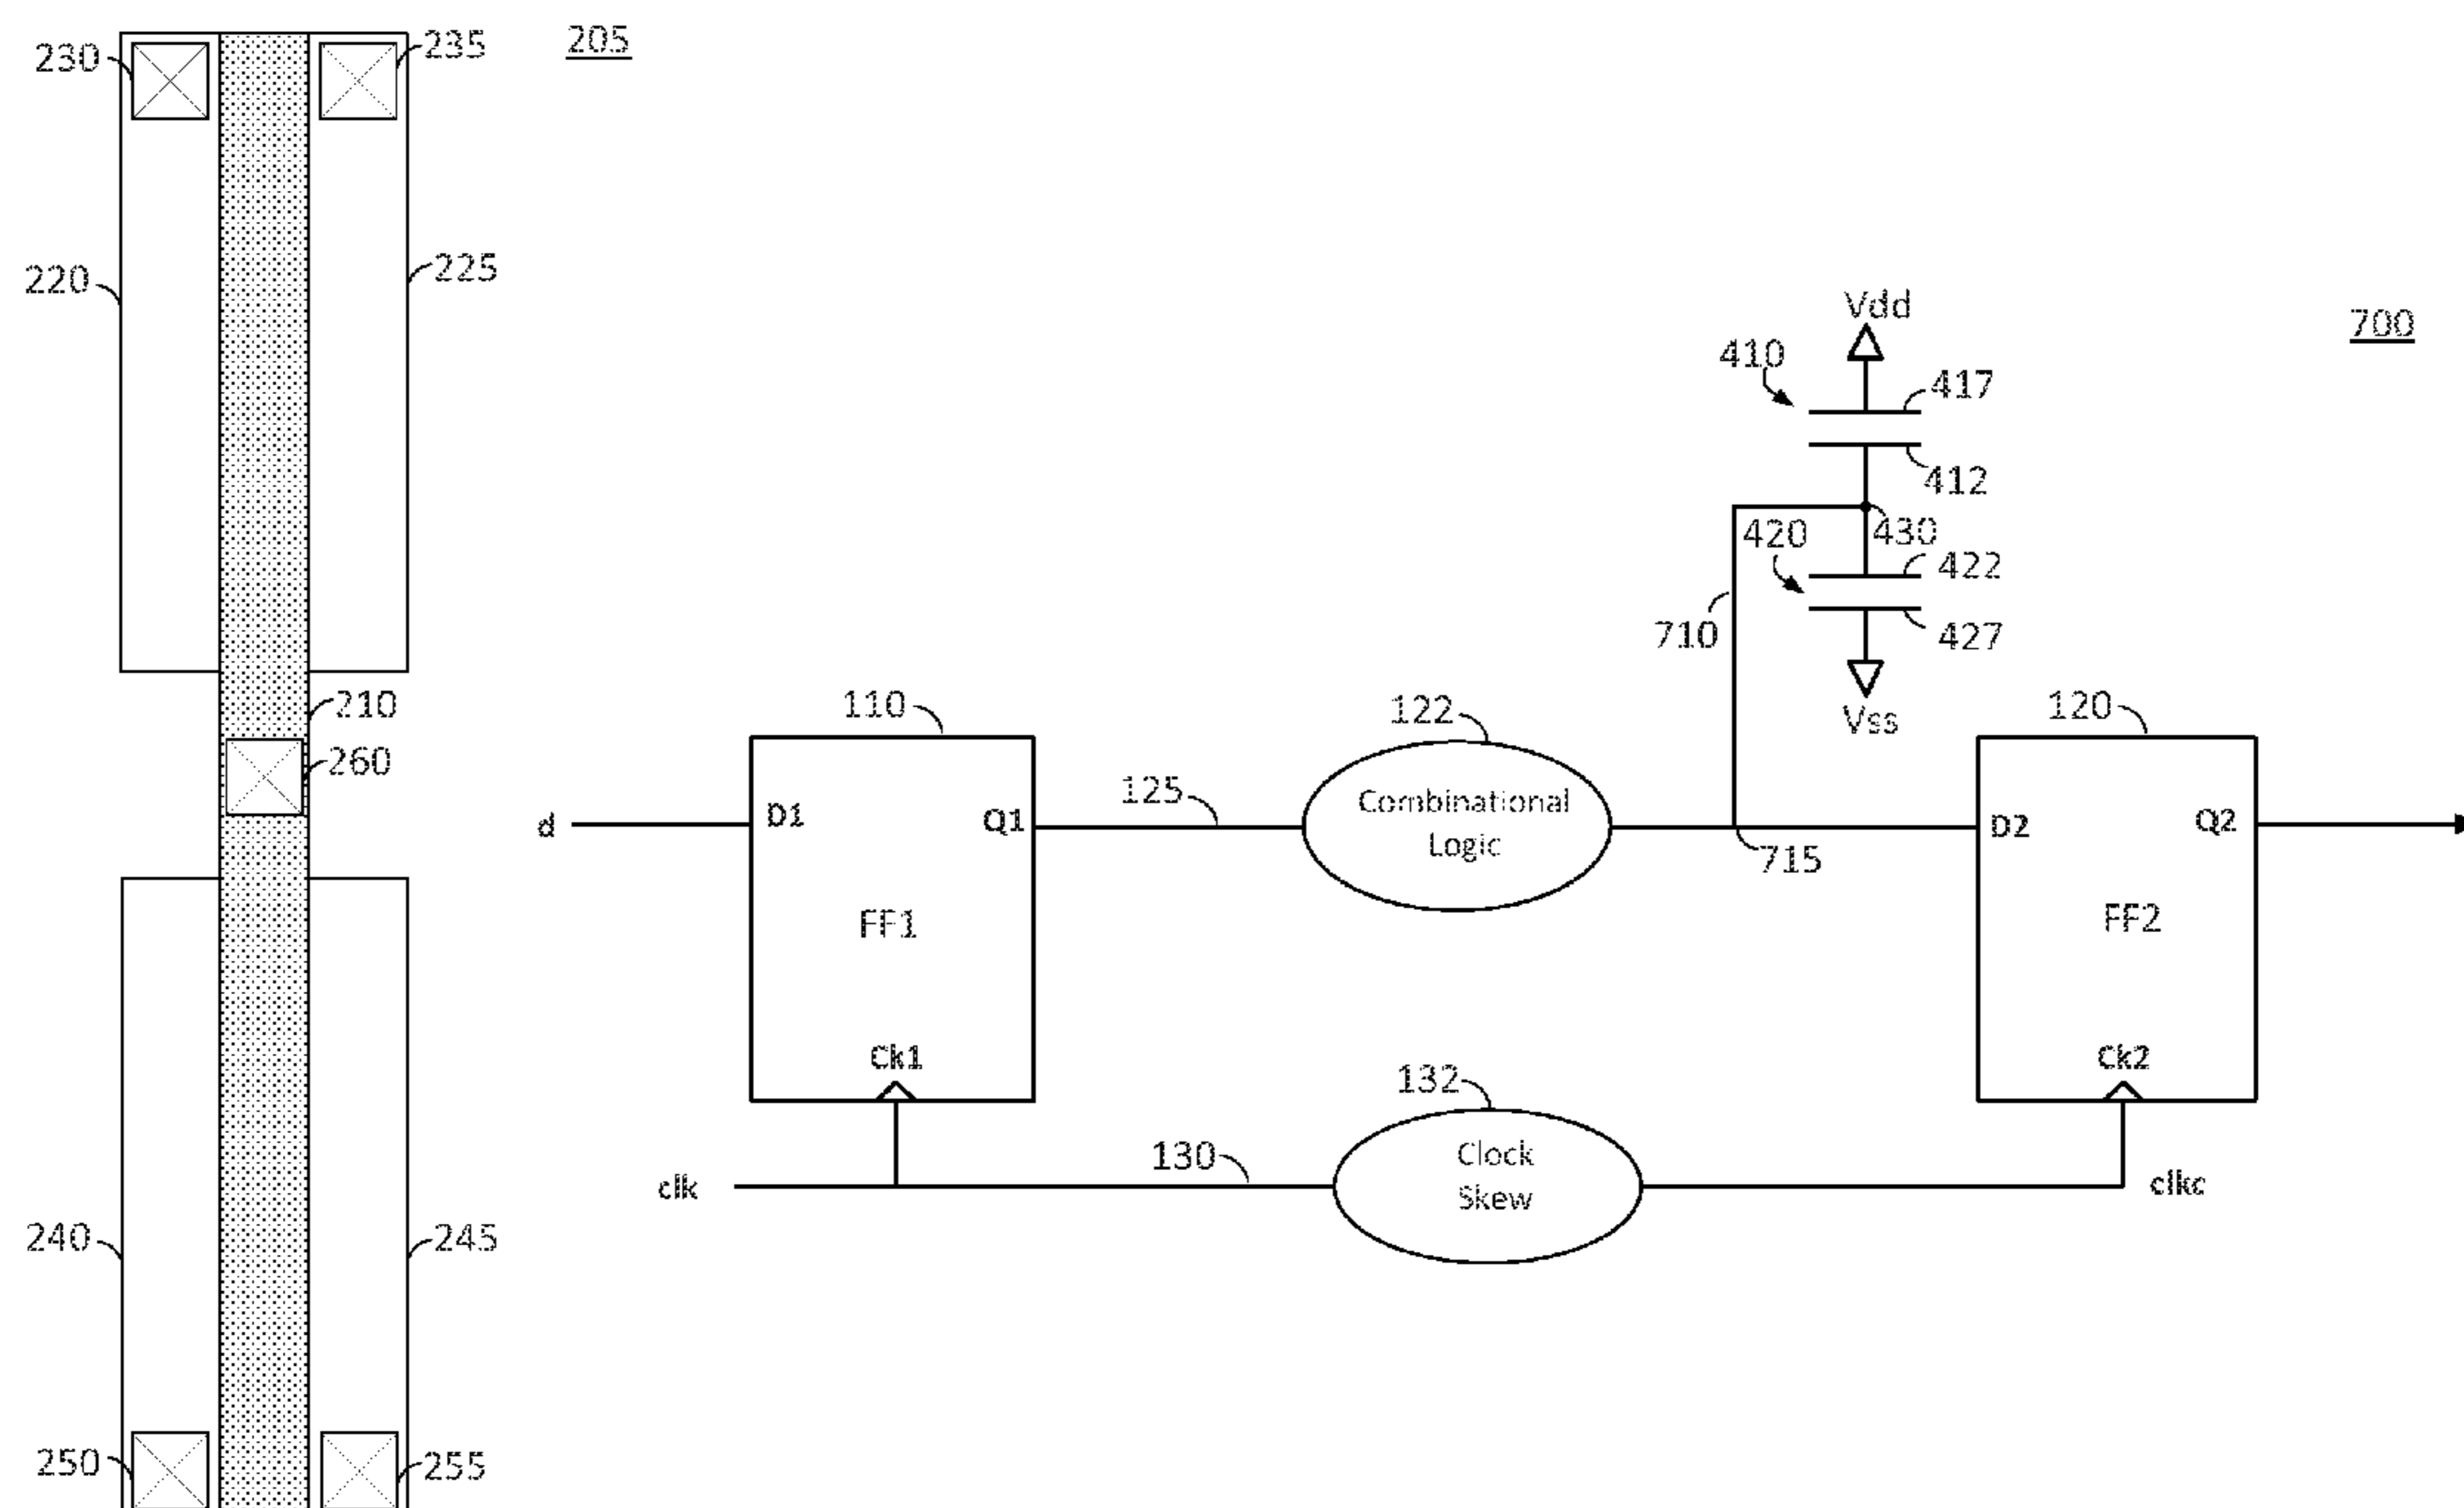 230
235
205
220
225
210
260
240
245
250
255
700
Vdd
410
417
412
430
420
422
427
710
Vss
110
122
120
125
Combinational
Logic
d
D1
Q1
715
D2
Q2
FF1
FF2
Ck1
Ck2
132
130
Clock
Skew
clk
clkc